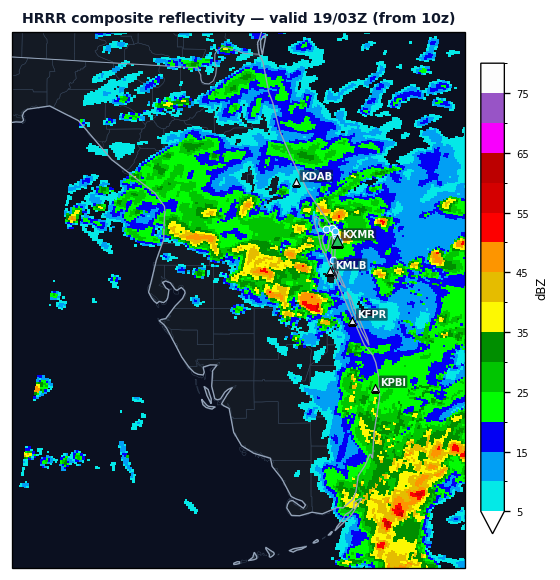 HRRR composite reflectivity — valid 19/03Z (from 10z)
KDAB
KXMR
KMLB
KFPR
KPBI
75
65
55
45
35
25
15
5
dBZ